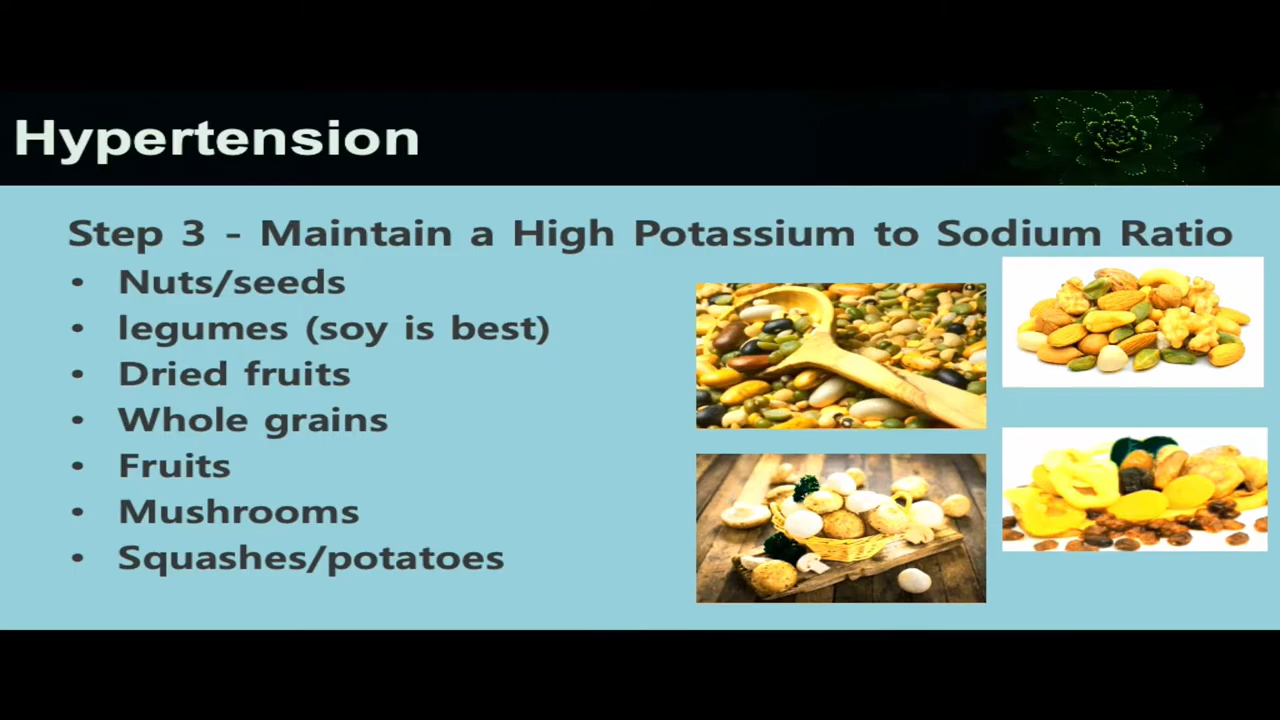 Hypertension
Step 3 - Maintain a High Potassium to Sodium Ratio
• Nuts/seeds
• legumes (soy is best)
• Dried fruits
• Whole grains
• Fruits
• Mushrooms
• Squashes/potatoes